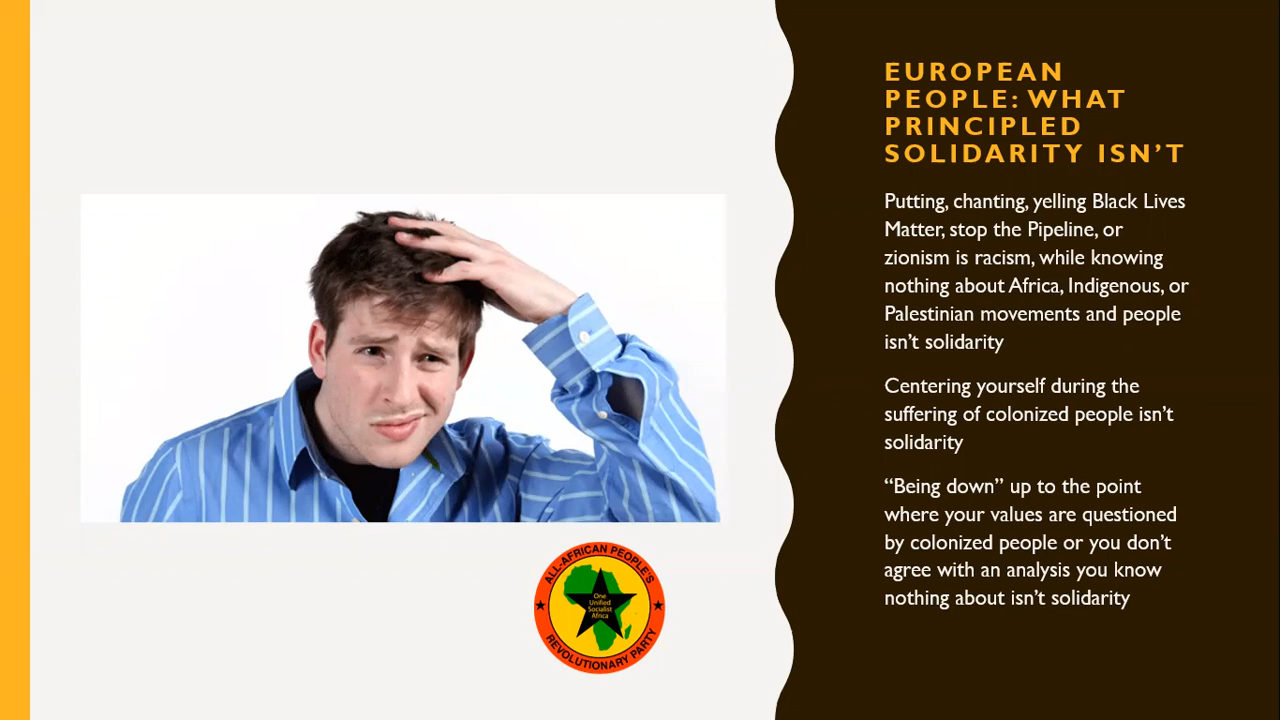 EUROPEAN
PEOPLE: WHAT
PRINCIPLED
SOLIDARITY ISN’T
Putting, chanting, yelling Black Lives
Matter, stop the Pipeline, or
zionism is racism, while knowing
nothing about Africa, Indigenous, or
Palestinian movements and people
isn’t solidarity
Centering yourself during the
suffering of colonized people isn’t
solidarity
“Being down” up to the point
where your values are questioned
by colonized people or you don’t
agree with an analysis you know
nothing about isn’t solidarity
ALL-AFRICAN PEOPLE'S
One
Unified
Socialist
Africa
REVOLUTIONARY PARTY